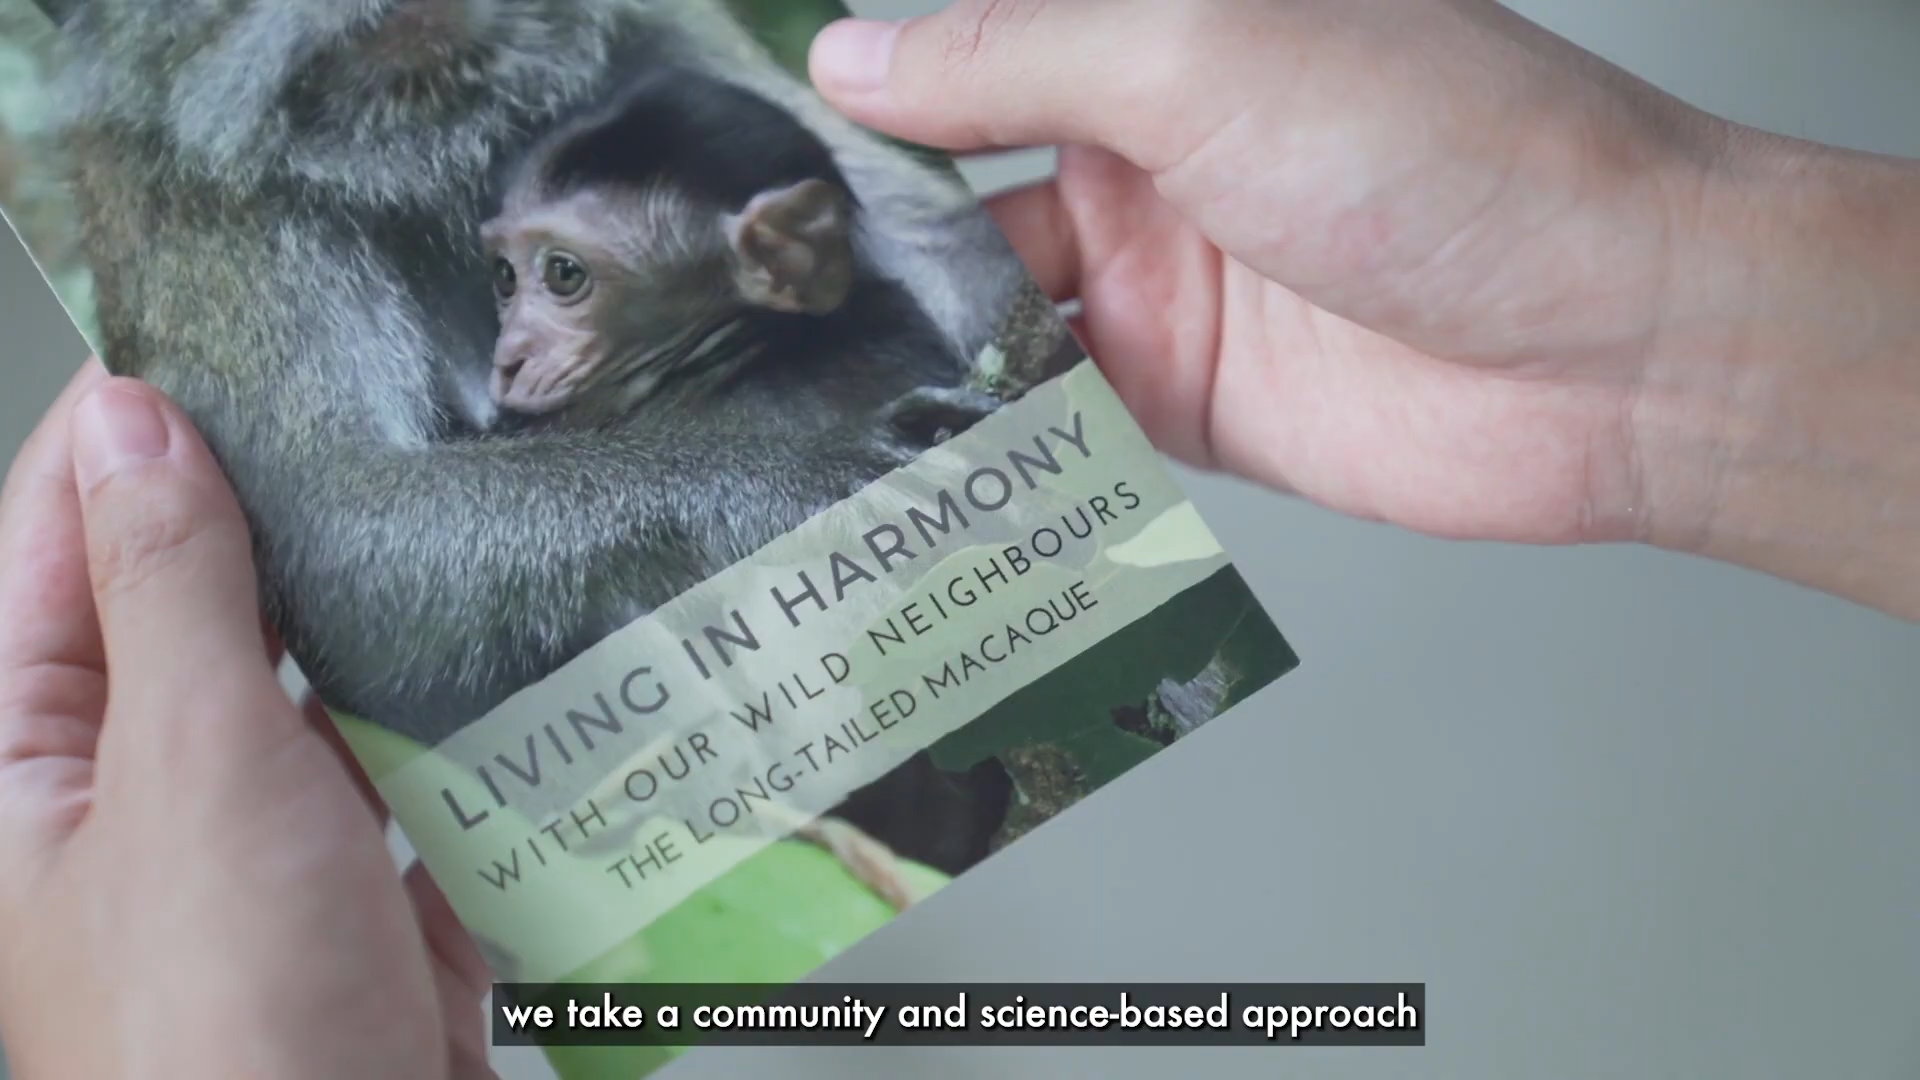 LIVING IN HARMONY
WITH OUR WILD NEIGHBOURS
THE LONG-TAILED MACAQUE
we take a community and science-based approach